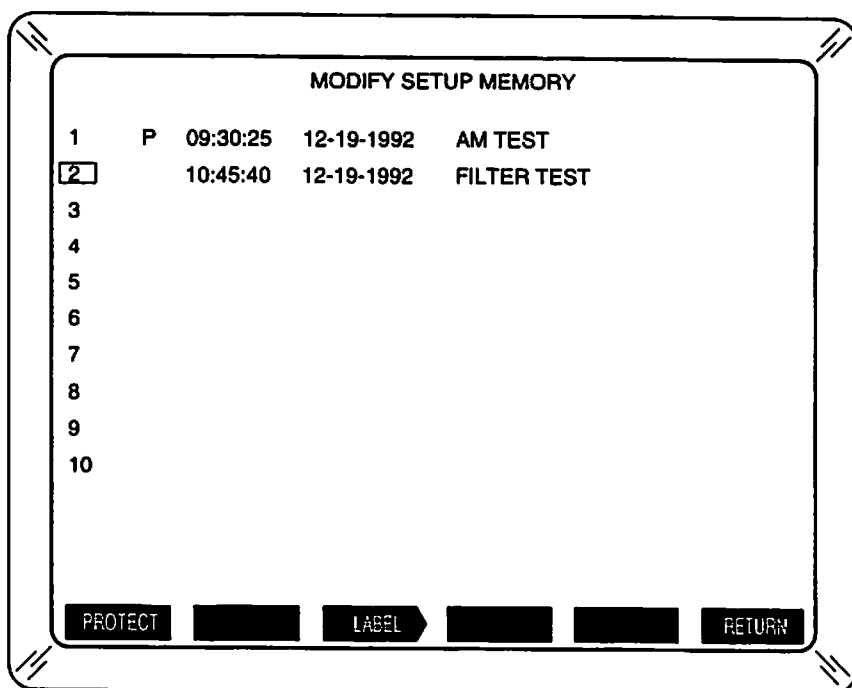 MODIFY SETUP MEMORY
1 P 09:30:25 12-19-1992 AM TEST
2 10:45:40 12-19-1992 FILTER TEST
3
4
5
6
7
8
9
10
PROTECT LABEL RETURN